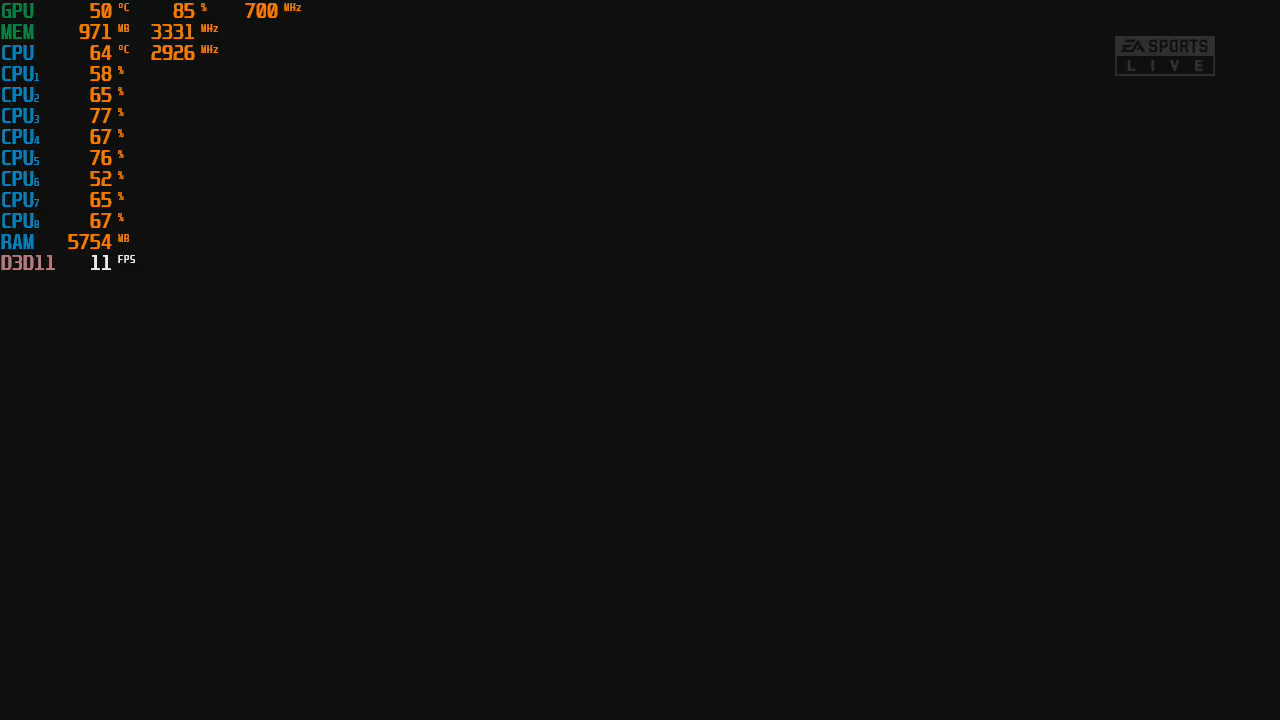 GPU 50 °C 85 % 700 MHz
MEM 971 MB 3331 MHz
CPU 64 °C 2926 MHz
CPU1 58 %
CPU2 65 %
CPU3 77 %
CPU4 67 %
CPU5 76 %
CPU6 52 %
CPU7 65 %
CPU8 67 %
RAM 5754 MB
D3D11 11 FPS
EA SPORTS
LIVE